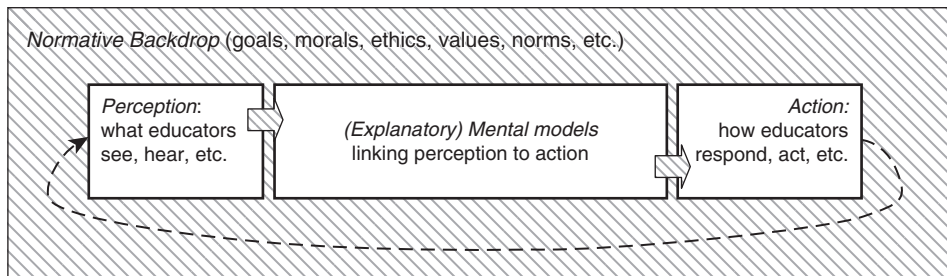 Normative Backdrop (goals, morals, ethics, values, norms, etc.)
Perception:
what educators
see, hear, etc.
(Explanatory) Mental models
linking perception to action
Action:
how educators
respond, act, etc.